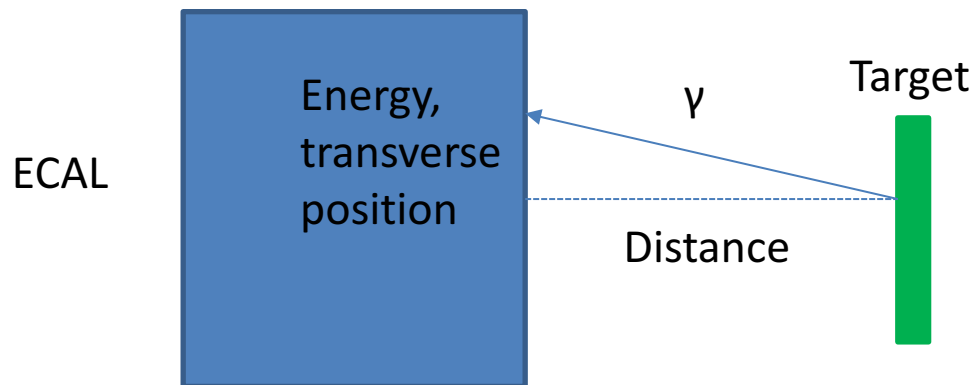 Target
γ
Energy,
transverse
position
ECAL
Distance